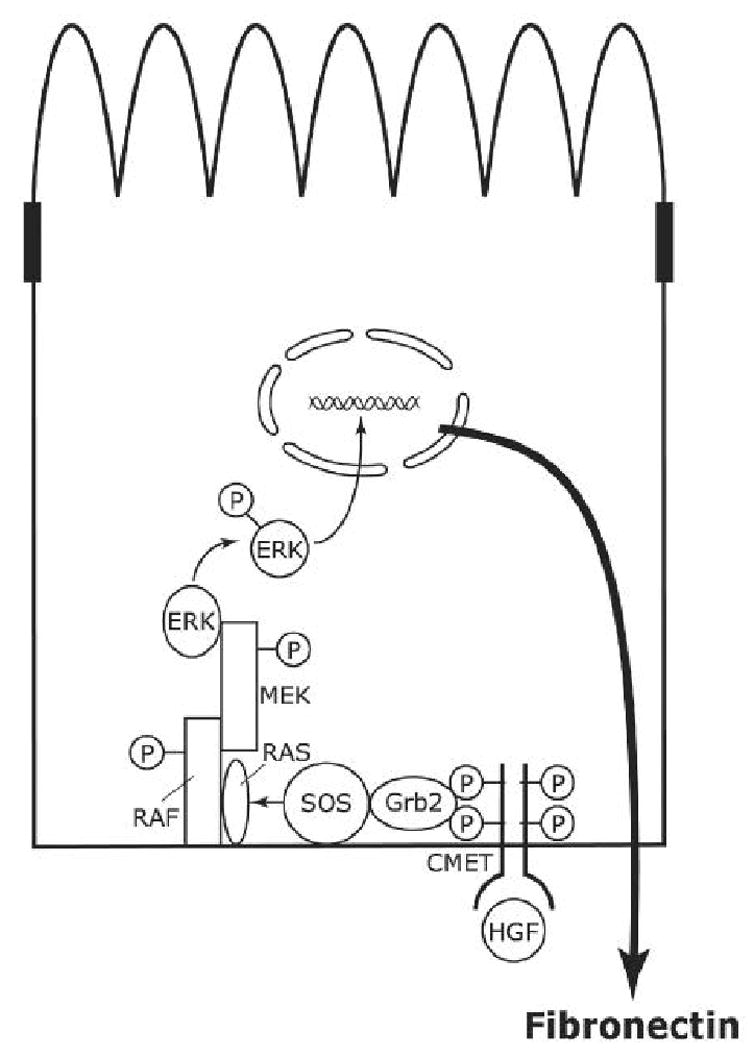 P
ERK
ERK
P
MEK
P
RAS
RAF
SOS
Grb2
P
P
P
P
CMET
HGF
Fibronectin